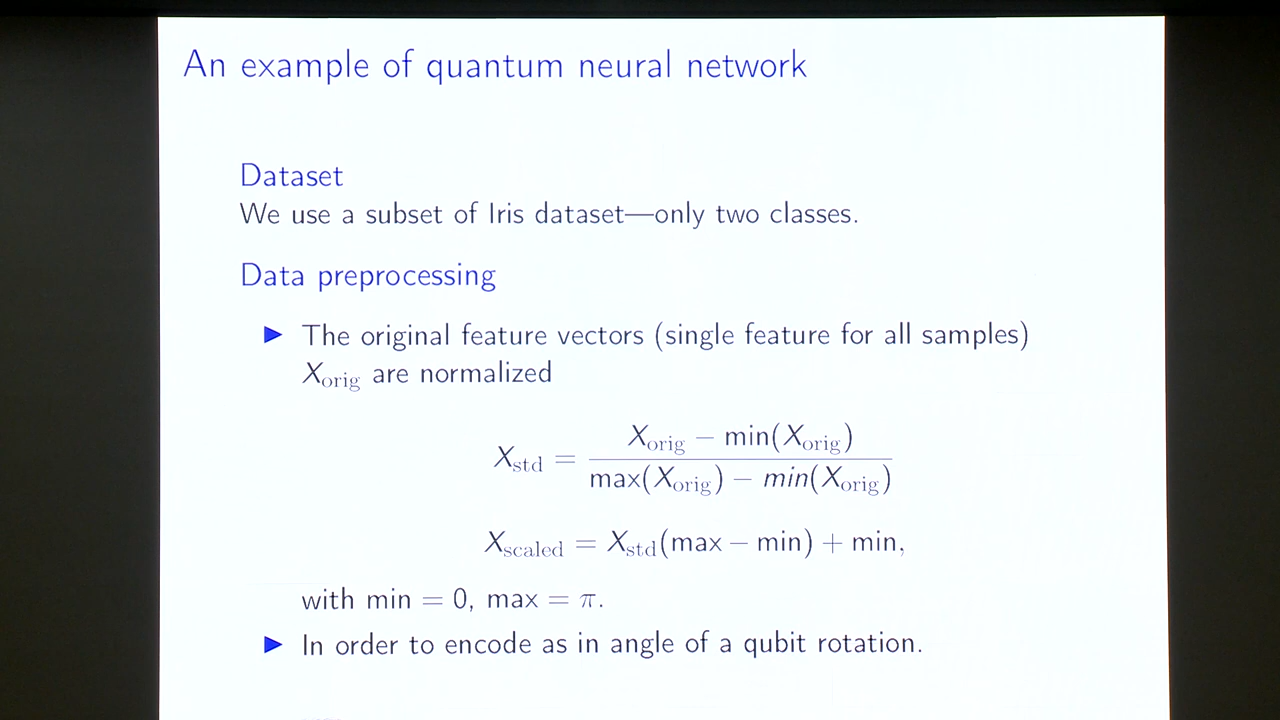 An example of quantum neural network
Dataset
We use a subset of Iris dataset—only two classes.
Data preprocessing
▶ The original feature vectors (single feature for all samples)
X_orig are normalized
X_std = (X_orig − min(X_orig)) / (max(X_orig) − min(X_orig))
X_scaled = X_std(max − min) + min,
with min = 0, max = π.
▶ In order to encode as in angle of a qubit rotation.